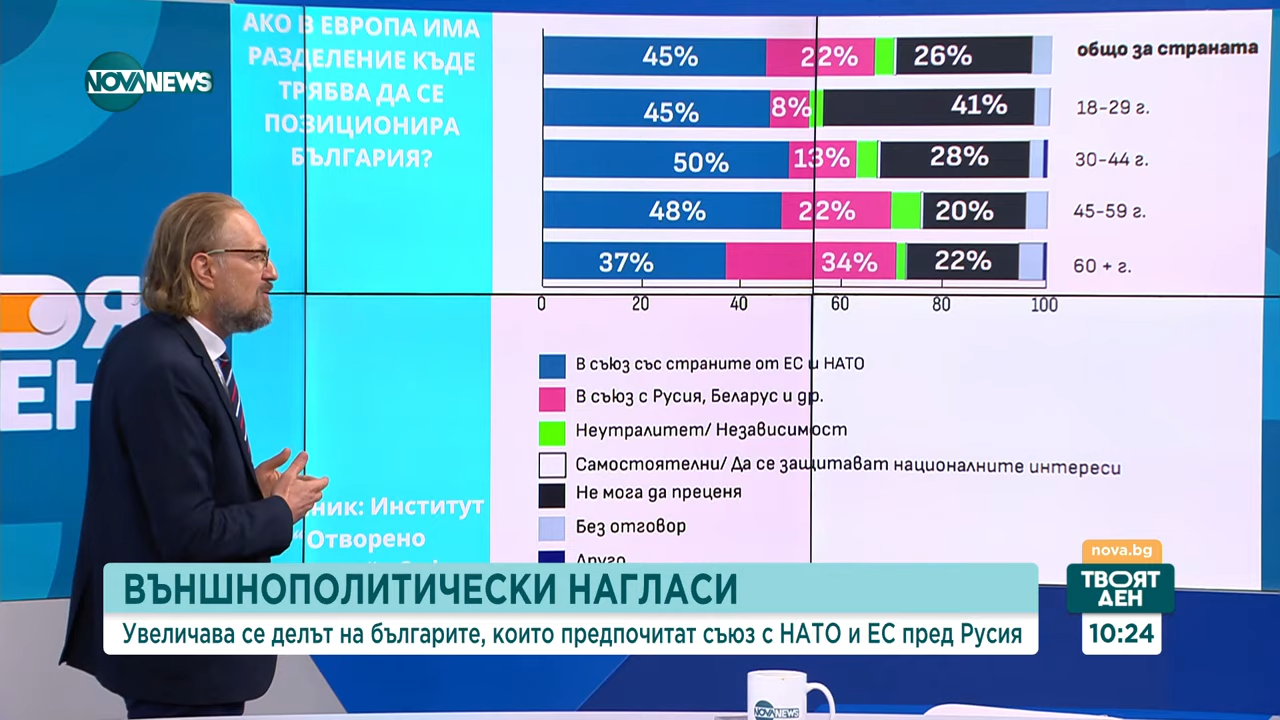 АКО В ЕВРОПА ИМА
РАЗДЕЛЕНИЕ КЪДЕ
ТРЯБВА ДА СЕ
ПОЗИЦИОНИРА
БЪЛГАРИЯ?
NOVANEWS
45% 22% 26% общо за страната
45% 8% 41% 18-29 г.
50% 13% 28% 30-44 г.
48% 22% 20% 45-59 г.
37% 34% 22% 60 + г.
0 20 40 60 80 100
В съюз със страните от ЕС и НАТО
В съюз с Русия, Беларус и др.
Неутралитет/ Независимост
Самостоятелни/ Да се защитават националните интереси
Не мога да преценя
Без отговор
Друго
Институт
"Отворено
nova.bg
ТВОЯТ
ДЕН
10:24
ВЪНШНОПОЛИТИЧЕСКИ НАГЛАСИ
Увеличава се делът на българите, които предпочитат съюз с НАТО и ЕС пред Русия
NOVANEWS